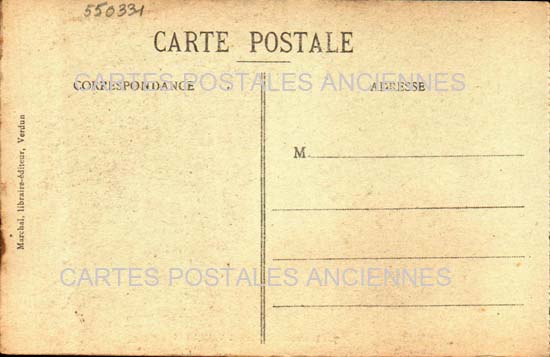 550331
CARTE POSTALE
CARTES POSTALES ANCIENNES
CORRESPONDANCE
ADRESSE
M.
Marchal, libraire-éditeur, Verdun
CARTES POSTALES ANCIENNES